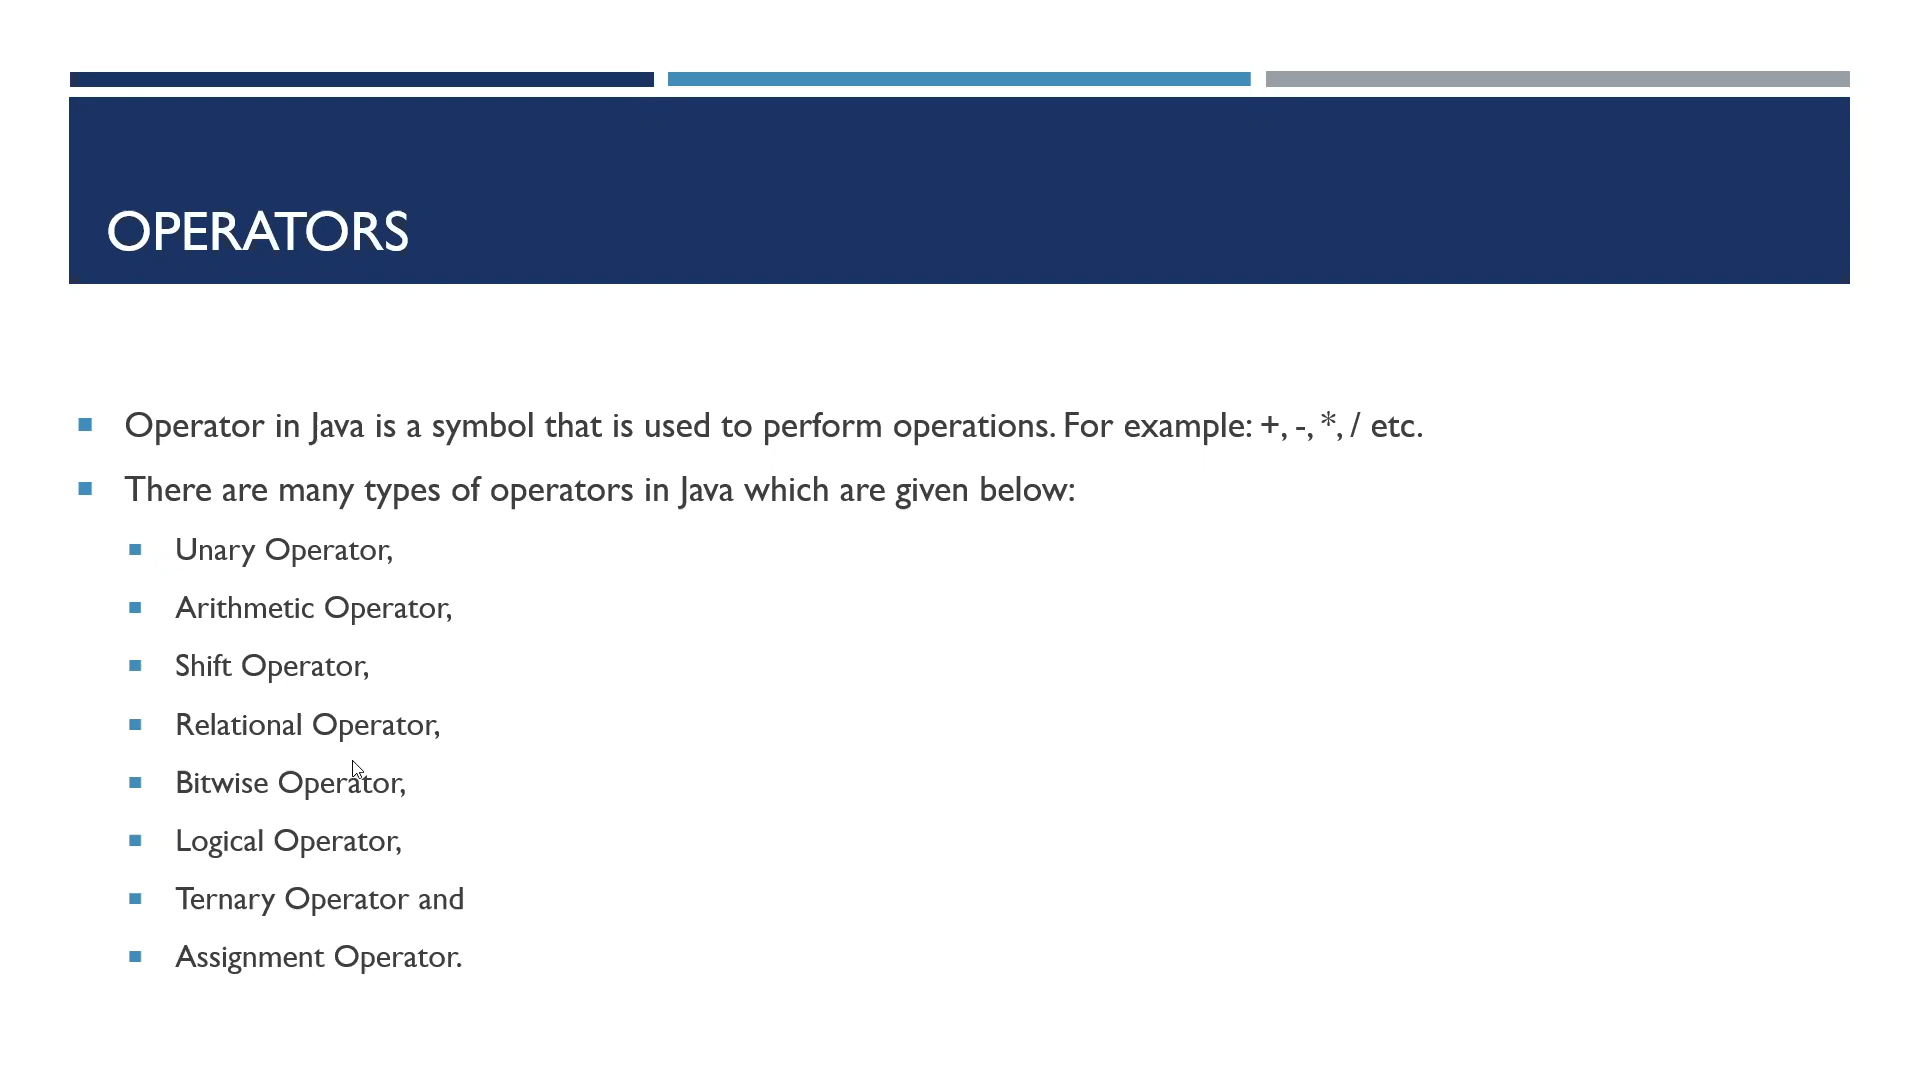 OPERATORS
Operator in Java is a symbol that is used to perform operations. For example: +, -, *, / etc.
There are many types of operators in Java which are given below:
Unary Operator,
Arithmetic Operator,
Shift Operator,
Relational Operator,
Bitwise Operator,
Logical Operator,
Ternary Operator and
Assignment Operator.